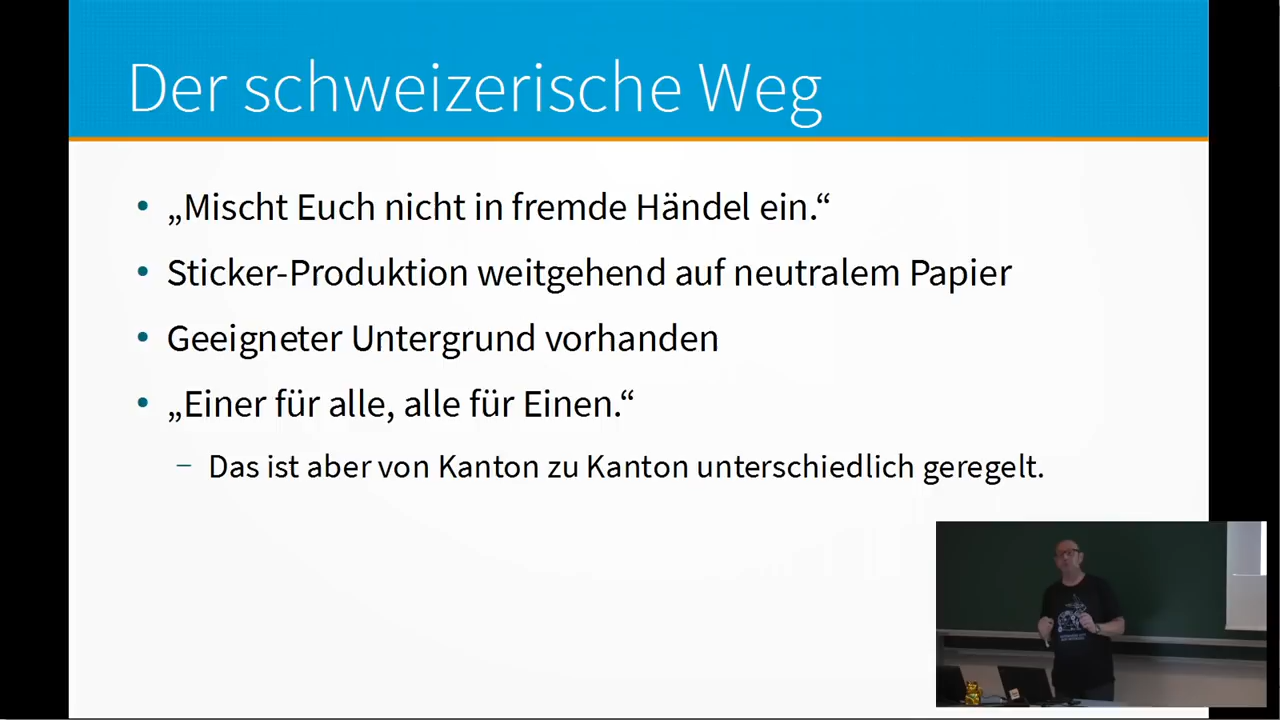 Der schweizerische Weg
„Mischt Euch nicht in fremde Händel ein.“
Sticker-Produktion weitgehend auf neutralem Papier
Geeigneter Untergrund vorhanden
„Einer für alle, alle für Einen.“
Das ist aber von Kanton zu Kanton unterschiedlich geregelt.